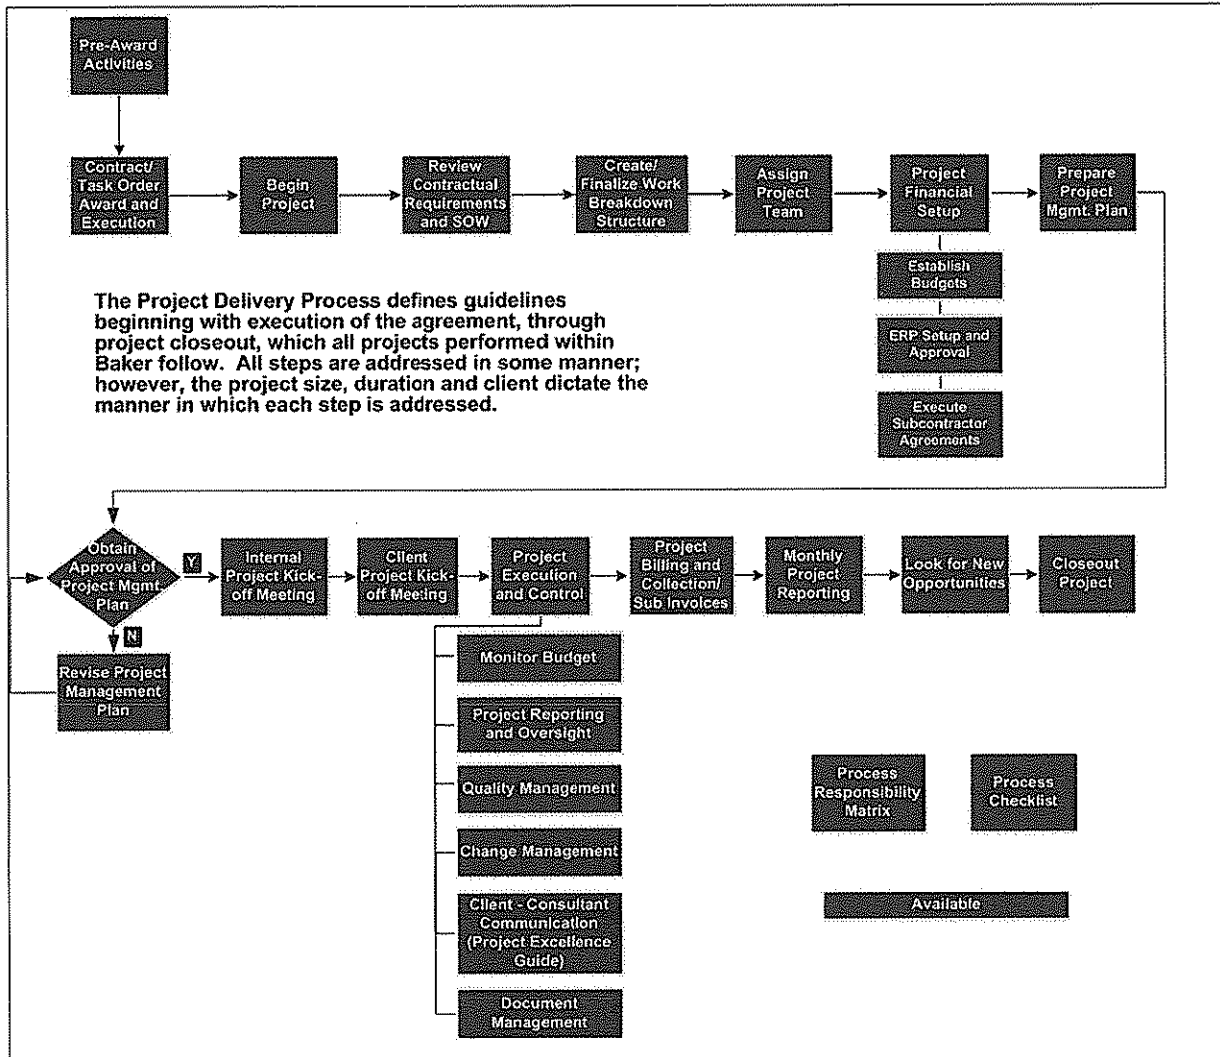 Pre-Award
Activities
Contract/
Task Order
Award and
Execution
Begin
Project
Review
Contractual
Requirements
and SOW
Create/
Finalize Work
Breakdown
Structure
Assign
Project
Team
Project
Financial
Setup
Prepare
Project
Mgmt. Plan
Establish
Budgets
ERP Setup and
Approval
Execute
Subcontractor
Agreements
The Project Delivery Process defines guidelines
beginning with execution of the agreement, through
project closeout, which all projects performed within
Baker follow. All steps are addressed in some manner;
however, the project size, duration and client dictate the
manner in which each step is addressed.
Obtain
Approval of
Project Mgmt
Plan
Y
N
Revise Project
Management
Plan
Internal
Project Kick-
off Meeting
Client
Project Kick-
off Meeting
Project
Execution
and Control
Project
Billing and
Collection/
Sub Invoices
Monthly
Project
Reporting
Look for New
Opportunities
Closeout
Project
Monitor Budget
Project Reporting
and Oversight
Quality Management
Change Management
Client - Consultant
Communication
(Project Excellence
Guide)
Document
Management
Process
Responsibility
Matrix
Process
Checklist
Available